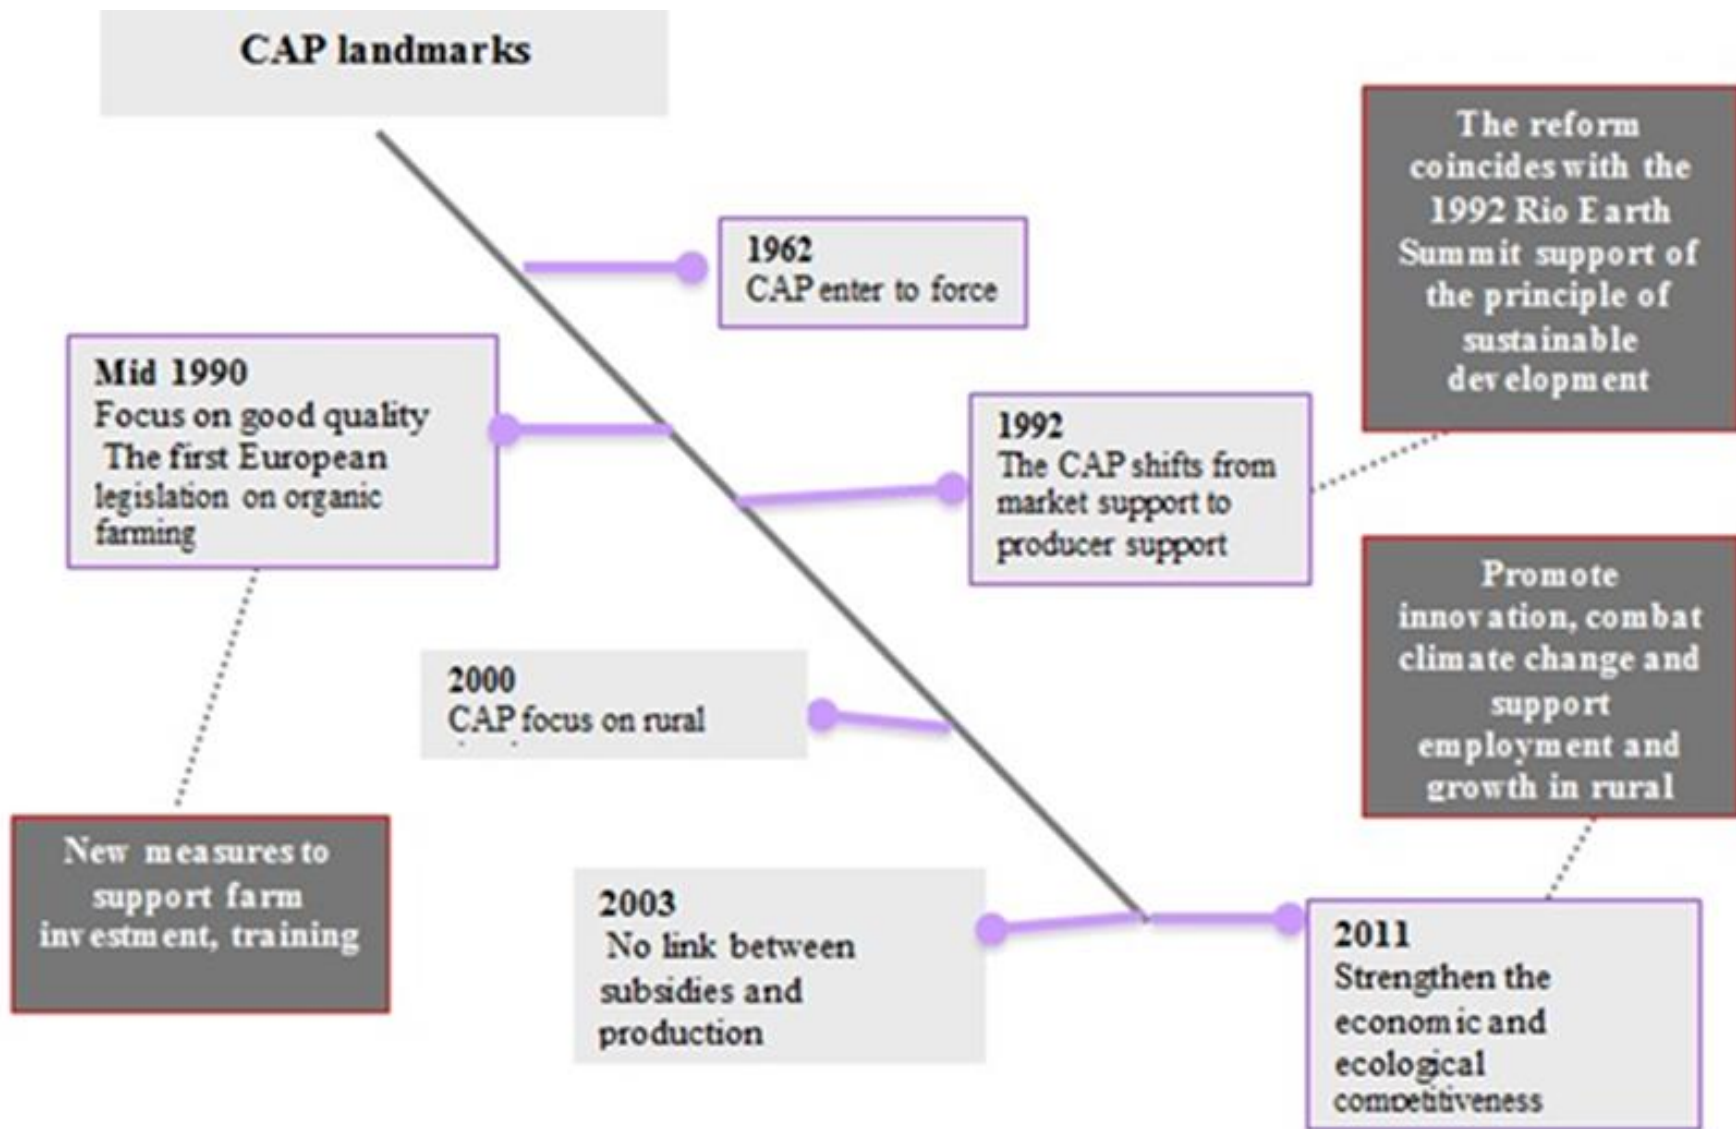 CAP landmarks
1962
CAP enter to force
Mid 1990
Focus on good quality
The first European
legislation on organic
farming
1992
The CAP shifts from
market support to
producer support
The reform
coincides with the
1992 Rio Earth
Summit support of
the principle of
sustainable
development
2000
CAP focus on rural
New measures to
support farm
investment, training
2003
No link between
subsidies and
production
2011
Strengthen the
economic and
ecological
competitiveness
Promote
innovation, combat
climate change and
support
employment and
growth in rural